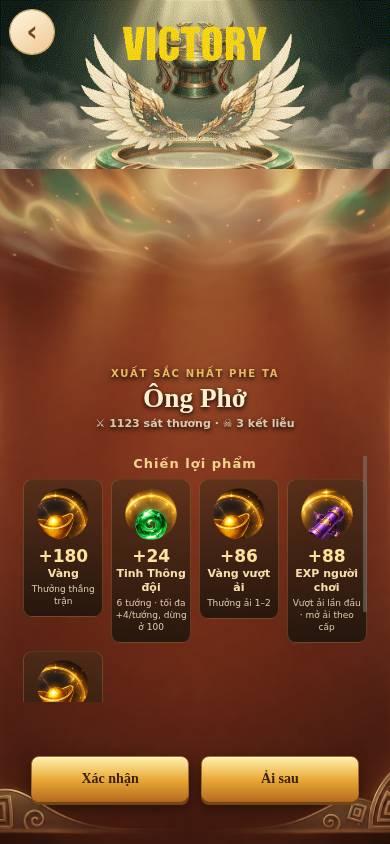 VICTORY
XUẤT SẮC NHẤT PHE TA
Ông Phở
⚔ 1123 sát thương · ☠ 3 kết liễu
Chiến lợi phẩm
+180
Vàng
Thưởng thắng
trận
+24
Tinh Thông
đội
6 tướng · tối đa
+4/tướng, dừng
ở 100
+86
Vàng vượt
ải
Thưởng ải 1–2
+88
EXP người
chơi
Vượt ải lần đầu
· mở ải theo
cấp
Xác nhận
Ải sau